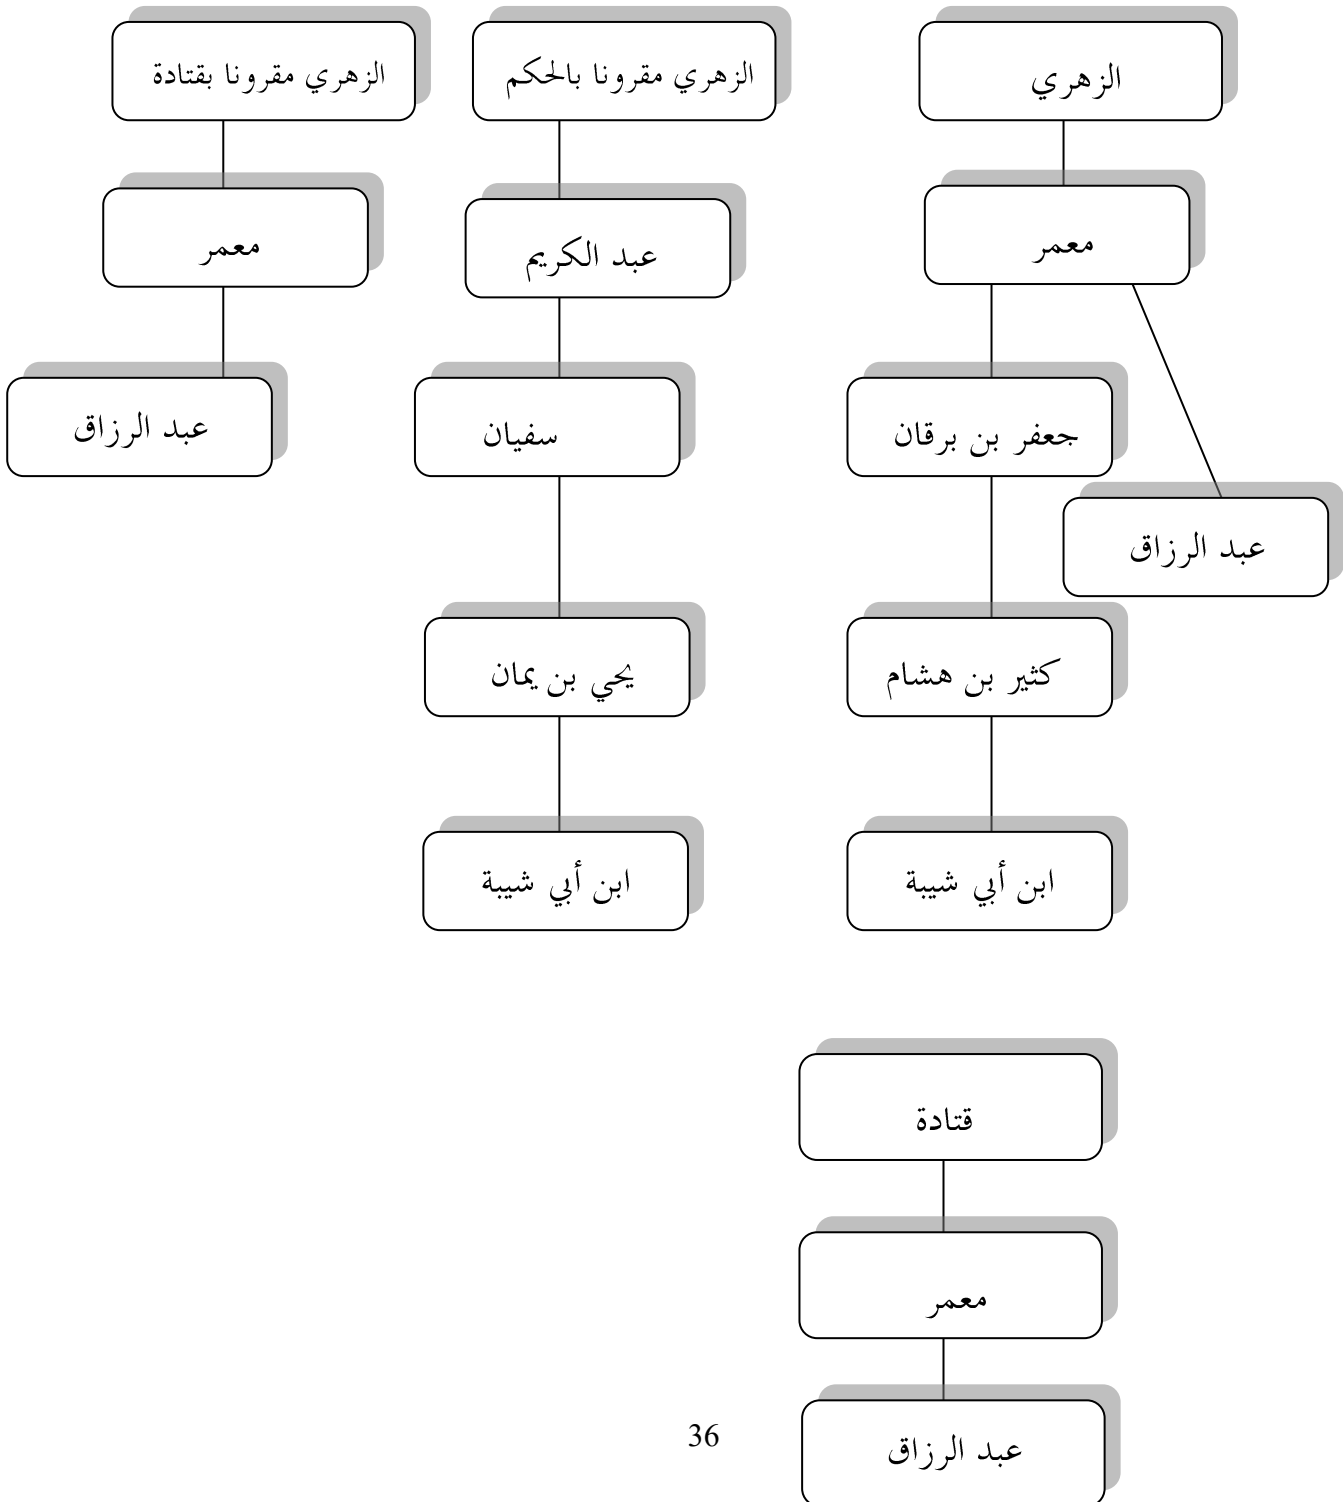 الزهري
معمر
جعفر بن برقان
عبد الرزاق
كثير بن هشام
ابن أبي شيبة
الزهري مقرونا بالحكم
عبد الكريم
سفيان
يحي بن يمان
ابن أبي شيبة
الزهري مقرونا بقتادة
معمر
عبد الرزاق
قتادة
معمر
عبد الرزاق
36